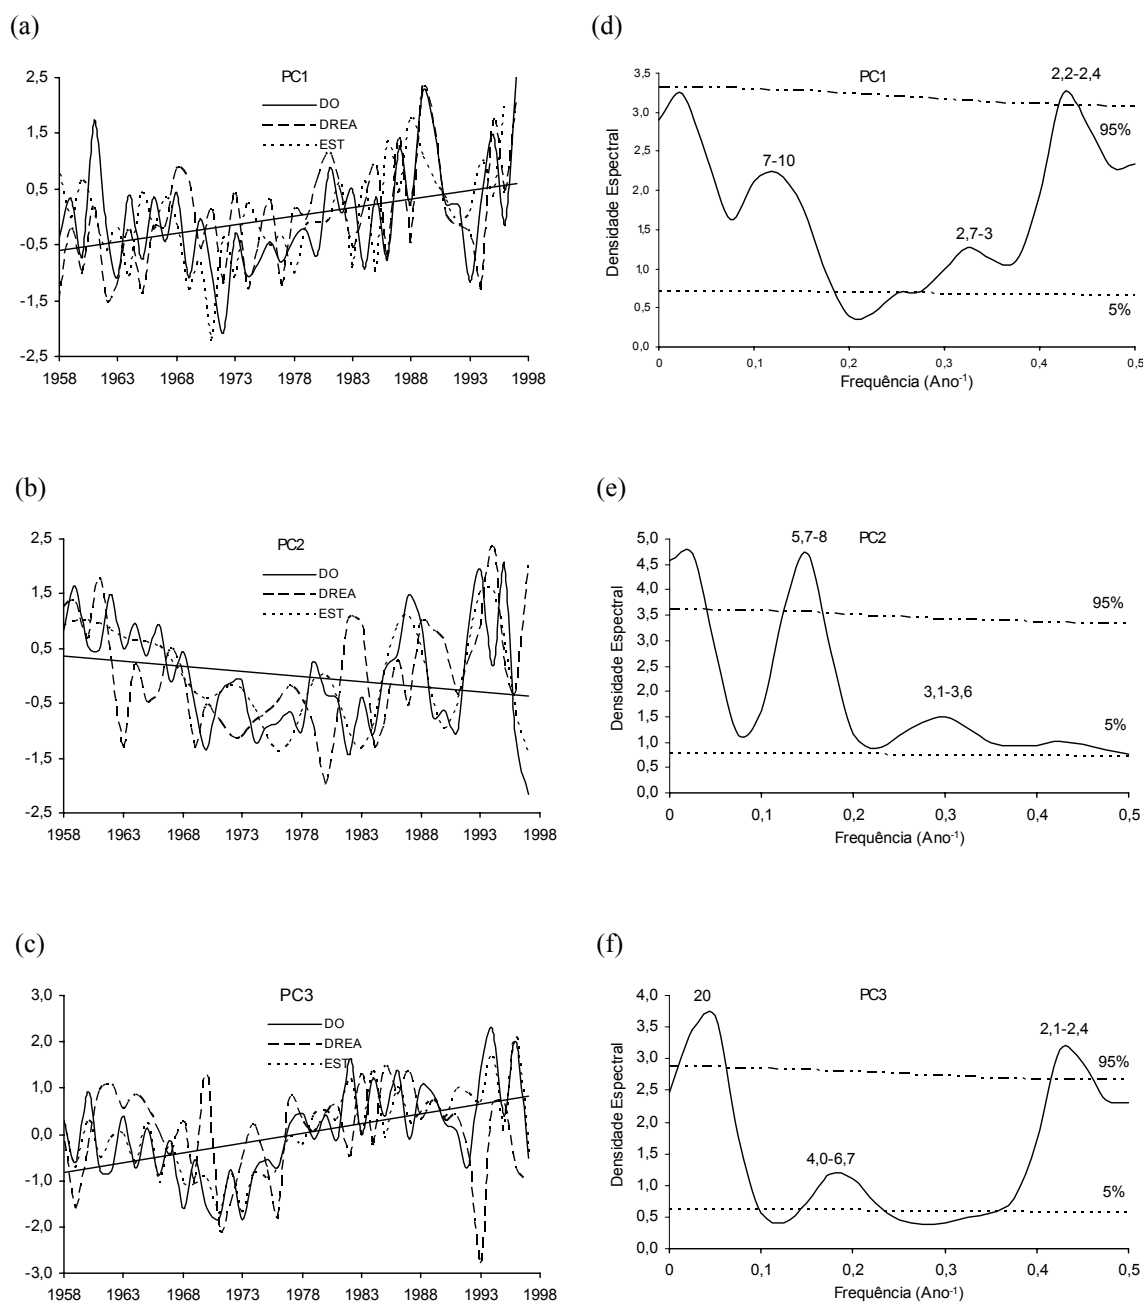 (a)
PC1
DO
DREA
EST
2,5
1,5
0,5
-0,5
-1,5
-2,5
1958 1963 1968 1973 1978 1983 1988 1993 1998
(d)
PC1
2,2-2,4
95%
7-10
2,7-3
5%
Densidade Espectral
3,5
3,0
2,5
2,0
1,5
1,0
0,5
0,0
0 0,1 0,2 0,3 0,4 0,5
Frequência (Ano-1)
(b)
PC2
DO
DREA
EST
2,5
1,5
0,5
-0,5
-1,5
-2,5
1958 1963 1968 1973 1978 1983 1988 1993 1998
(e)
5,7-8
PC2
95%
3,1-3,6
5%
Densidade Espectral
5,0
4,5
4,0
3,5
3,0
2,5
2,0
1,5
1,0
0,5
0,0
0 0,1 0,2 0,3 0,4 0,5
Frequência (Ano-1)
(c)
PC3
DO
DREA
EST
3,0
2,0
1,0
0,0
-1,0
-2,0
-3,0
1958 1963 1968 1973 1978 1983 1988 1993 1998
(f)
20
PC3
2,1-2,4
95%
4,0-6,7
5%
Densidade Espectral
4,0
3,5
3,0
2,5
2,0
1,5
1,0
0,5
0,0
0 0,1 0,2 0,3 0,4 0,5
Frequência (Ano-1)